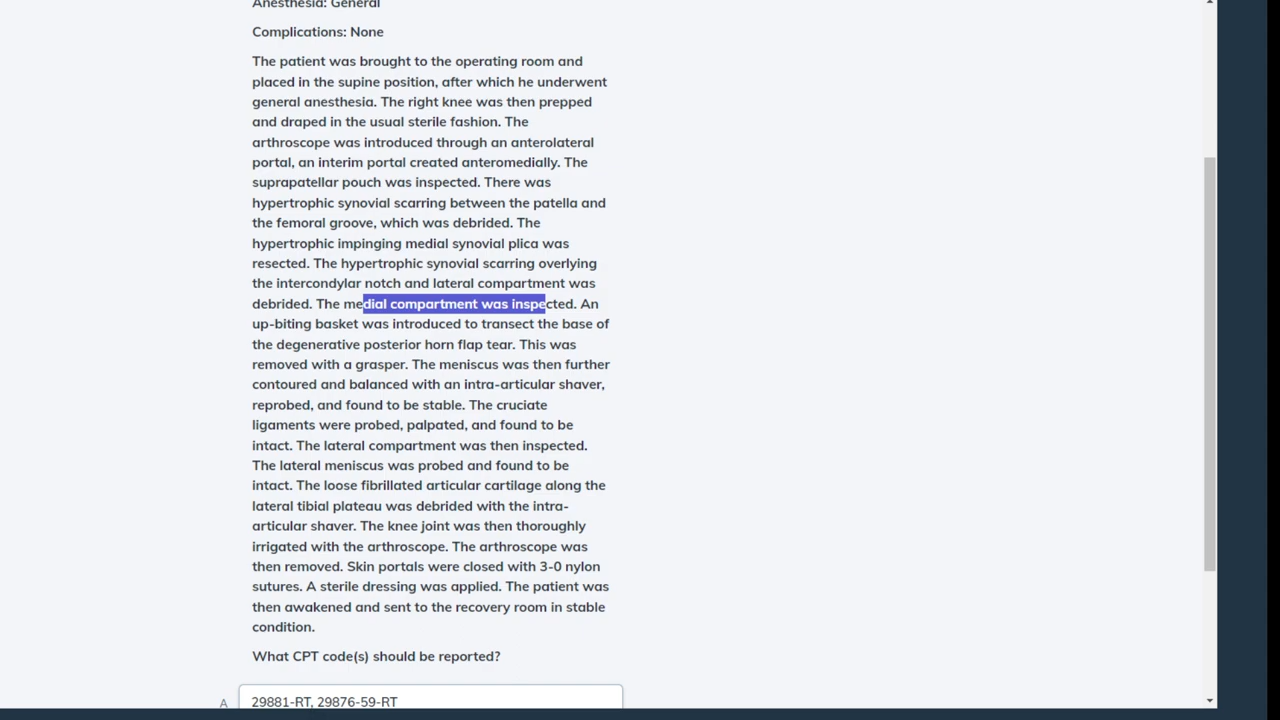 Anesthesia: General
Complications: None
The patient was brought to the operating room and
placed in the supine position, after which he underwent
general anesthesia. The right knee was then prepped
and draped in the usual sterile fashion. The
arthroscope was introduced through an anterolateral
portal, an interim portal created anteromedially. The
suprapatellar pouch was inspected. There was
hypertrophic synovial scarring between the patella and
the femoral groove, which was debrided. The
hypertrophic impinging medial synovial plica was
resected. The hypertrophic synovial scarring overlying
the intercondylar notch and lateral compartment was
debrided. The medial compartment was inspected. An
up-biting basket was introduced to transect the base of
the degenerative posterior horn flap tear. This was
removed with a grasper. The meniscus was then further
contoured and balanced with an intra-articular shaver,
reprobed, and found to be stable. The cruciate
ligaments were probed, palpated, and found to be
intact. The lateral compartment was then inspected.
The lateral meniscus was probed and found to be
intact. The loose fibrillated articular cartilage along the
lateral tibial plateau was debrided with the intra-
articular shaver. The knee joint was then thoroughly
irrigated with the arthroscope. The arthroscope was
then removed. Skin portals were closed with 3-0 nylon
sutures. A sterile dressing was applied. The patient was
then awakened and sent to the recovery room in stable
condition.
What CPT code(s) should be reported?
A 29881-RT, 29876-59-RT